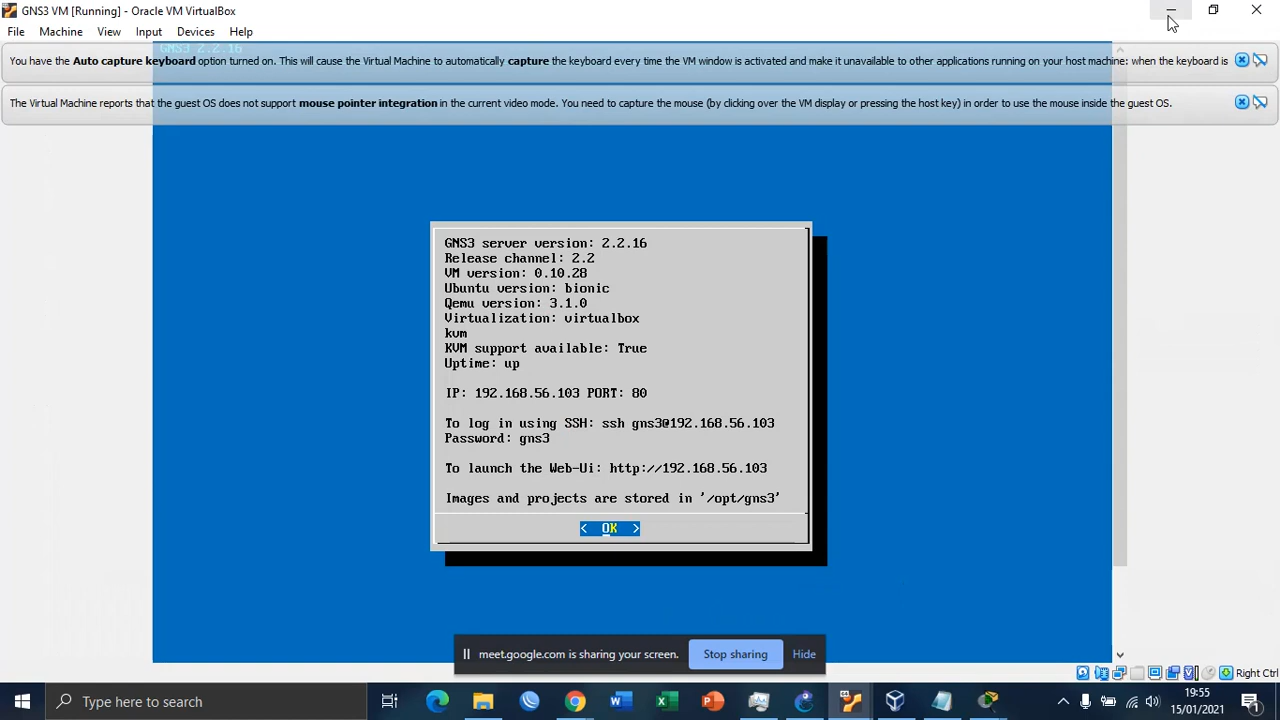 GNS3 VM [Running] - Oracle VM VirtualBox
File Machine View Input Devices Help
GNS3 2.2.16
You have the Auto capture keyboard option turned on. This will cause the Virtual Machine to automatically capture the keyboard every time the VM window is activated and make it unavailable to other applications running on your host machine: when the keyboard is
The Virtual Machine reports that the guest OS does not support mouse pointer integration in the current video mode. You need to capture the mouse (by clicking over the VM display or pressing the host key) in order to use the mouse inside the guest OS.
GNS3 server version: 2.2.16
Release channel: 2.2
VM version: 0.10.28
Ubuntu version: bionic
Qemu version: 3.1.0
Virtualization: virtualbox
kvm
KVM support available: True
Uptime: up
IP: 192.168.56.103 PORT: 80
To log in using SSH: ssh gns3@192.168.56.103
Password: gns3
To launch the Web-Ui: http://192.168.56.103
Images and projects are stored in '/opt/gns3'
< OK >
meet.google.com is sharing your screen. Stop sharing Hide
Right Ctrl
Type here to search
19:55
15/01/2021
1